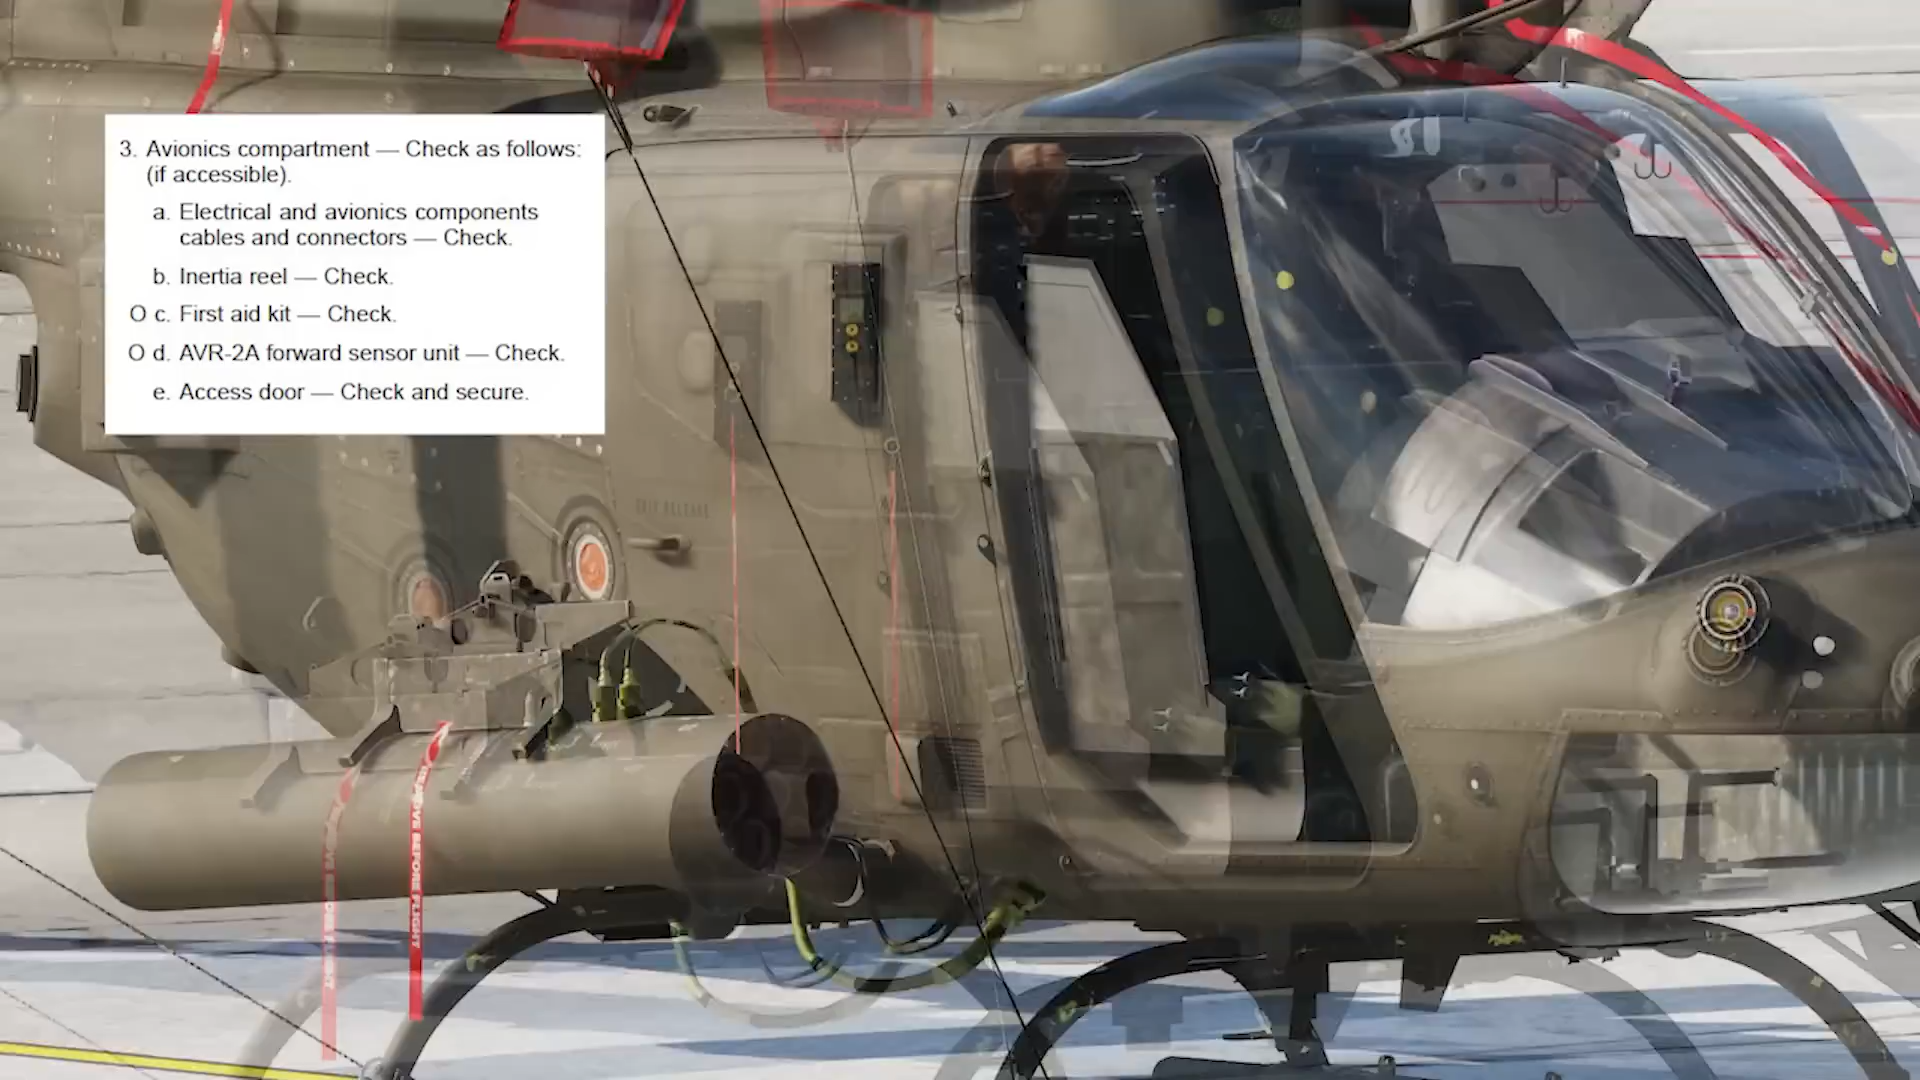 3. Avionics compartment — Check as follows:
(if accessible).
a. Electrical and avionics components
cables and connectors — Check.
b. Inertia reel — Check.
O c. First aid kit — Check.
O d. AVR-2A forward sensor unit — Check.
e. Access door — Check and secure.
REMOVE BEFORE FLIGHT